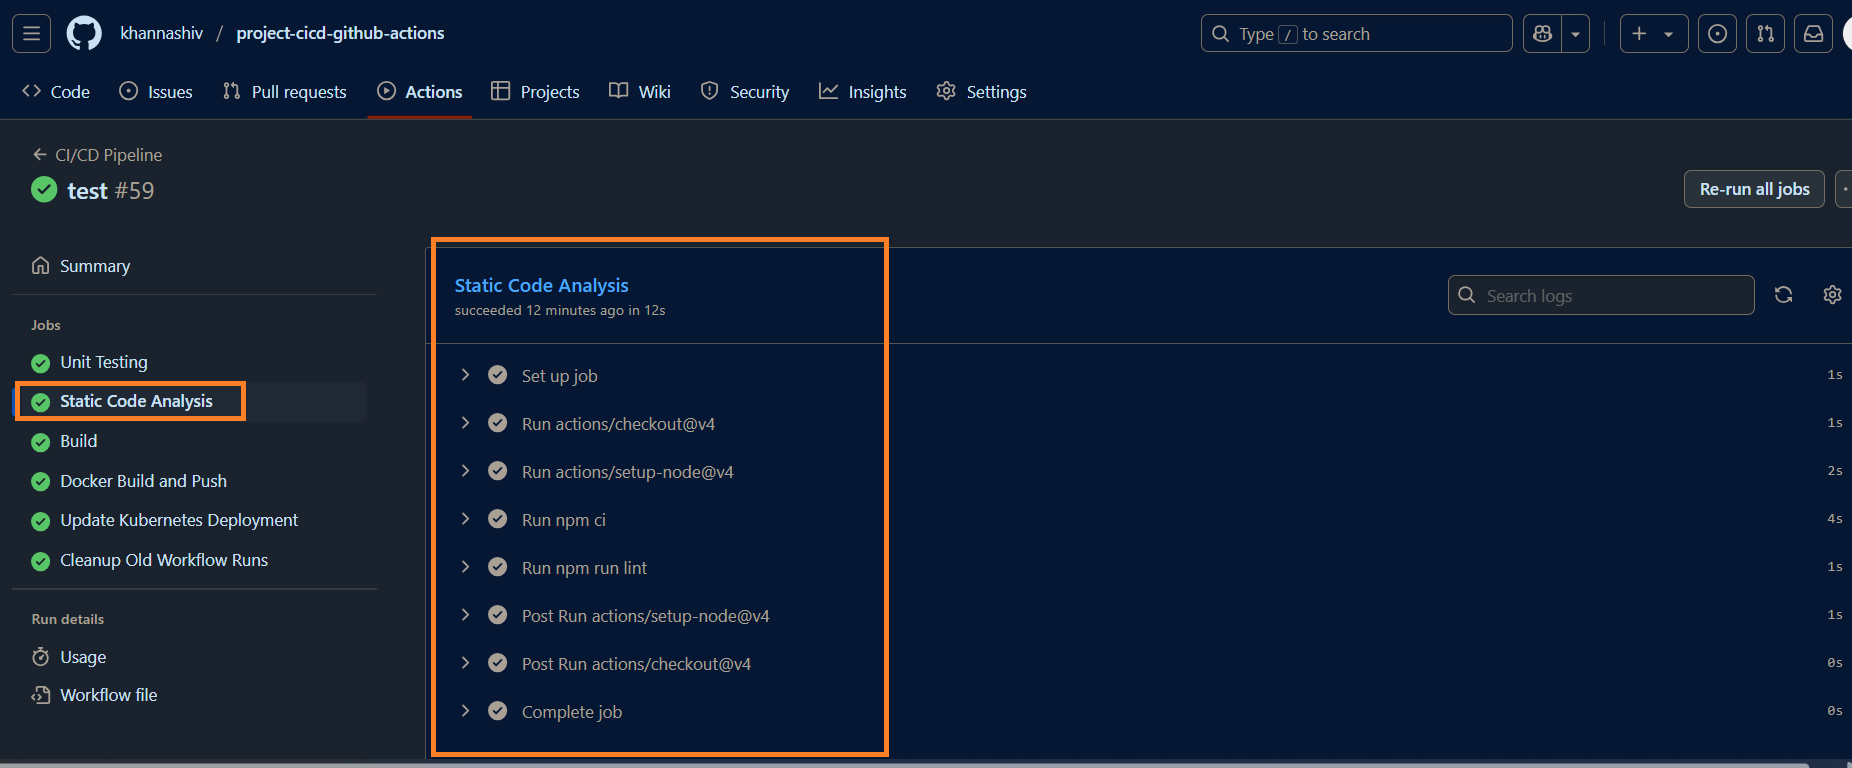 khannashiv / project-cicd-github-actions
Type / to search
Code Issues Pull requests Actions Projects Wiki Security Insights Settings
CI/CD Pipeline
test #59
Re-run all jobs
Summary
Jobs
Unit Testing
Static Code Analysis
Build
Docker Build and Push
Update Kubernetes Deployment
Cleanup Old Workflow Runs
Run details
Usage
Workflow file
Static Code Analysis
succeeded 12 minutes ago in 12s
Search logs
Set up job 1s
Run actions/checkout@v4 1s
Run actions/setup-node@v4 2s
Run npm ci 4s
Run npm run lint 1s
Post Run actions/setup-node@v4 1s
Post Run actions/checkout@v4 0s
Complete job 0s